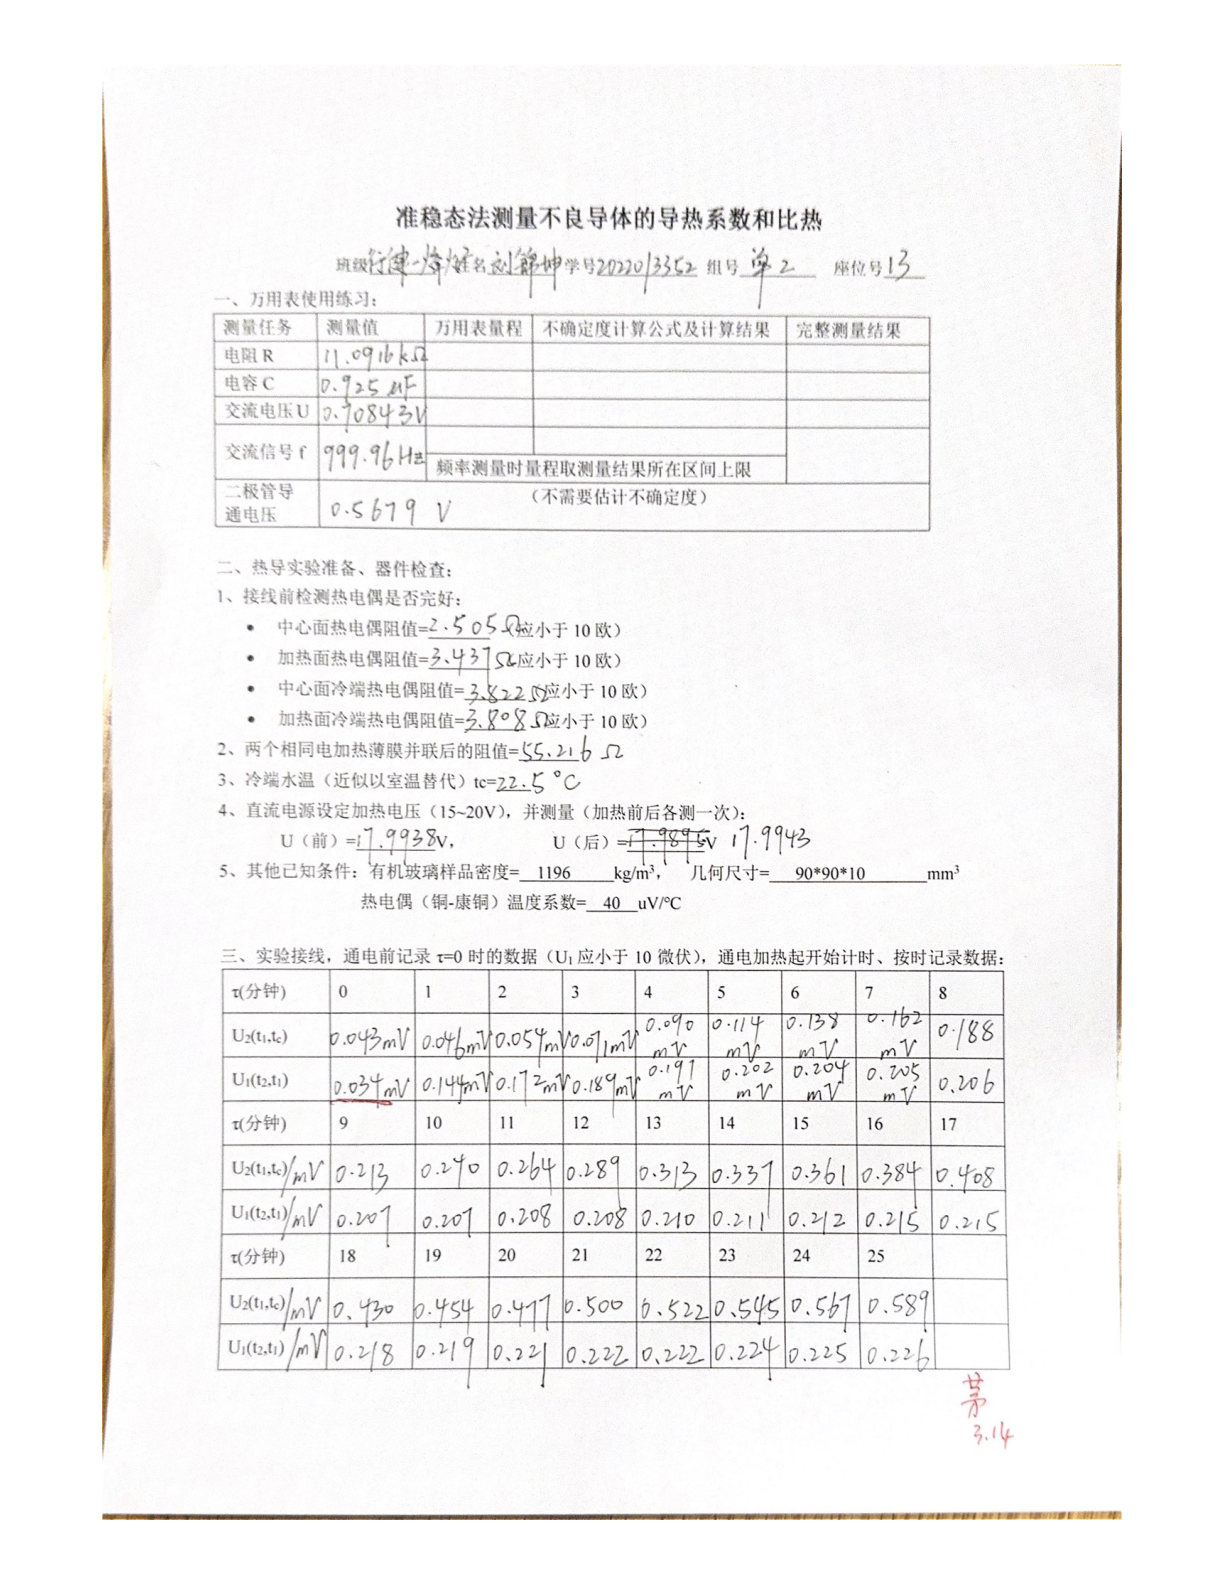 准稳态法测量不良导体的导热系数和比热
班级行健-烽火 姓名刘锦坤 学号2022013352 组号 单2 座位号13
一、万用表使用练习:
测量任务 测量值 万用表量程 不确定度计算公式及计算结果 完整测量结果
电阻 R 11.0916kΩ
电容 C 0.925 μF
交流电压 U 0.70843V
交流信号 f 999.96Hz
频率测量时量程取测量结果所在区间上限
二极管导通电压 0.5679 V (不需要估计不确定度)
二、热导实验准备、器件检查:
1、接线前检测热电偶是否完好:
• 中心面热电偶阻值=2.505Ω(应小于 10 欧)
• 加热面热电偶阻值=3.437Ω(应小于 10 欧)
• 中心面冷端热电偶阻值=3.822Ω(应小于 10 欧)
• 加热面冷端热电偶阻值=3.808Ω(应小于 10 欧)
2、两个相同电加热薄膜并联后的阻值=55.216 Ω
3、冷端水温(近似以室温替代)tc=22.5°C
4、直流电源设定加热电压(15~20V),并测量(加热前后各测一次):
U(前)=17.9938V, U(后)=17.9895V 17.9943
5、其他已知条件:有机玻璃样品密度= 1196 kg/m³, 几何尺寸= 90*90*10 mm³
热电偶(铜-康铜)温度系数= 40 uV/°C
三、实验接线,通电前记录 τ=0 时的数据(U₁应小于 10 微伏),通电加热起开始计时、按时记录数据:
τ(分钟) 0 1 2 3 4 5 6 7 8
U₂(t₁,tc) 0.043mV 0.046mV 0.054mV 0.071mV 0.090mV 0.114mV 0.138mV 0.162mV 0.188
U₁(t₂,t₁) 0.034mV 0.144mV 0.172mV 0.189mV 0.197mV 0.202mV 0.204mV 0.205mV 0.206
τ(分钟) 9 10 11 12 13 14 15 16 17
U₂(t₁,tc)/mV 0.213 0.240 0.264 0.289 0.313 0.337 0.361 0.384 0.408
U₁(t₂,t₁)/mV 0.207 0.207 0.208 0.208 0.210 0.211 0.212 0.215 0.215
τ(分钟) 18 19 20 21 22 23 24 25
U₂(t₁,tc)/mV 0.430 0.454 0.477 0.500 0.522 0.545 0.567 0.589
U₁(t₂,t₁)/mV 0.218 0.219 0.221 0.222 0.222 0.224 0.225 0.226
3.14